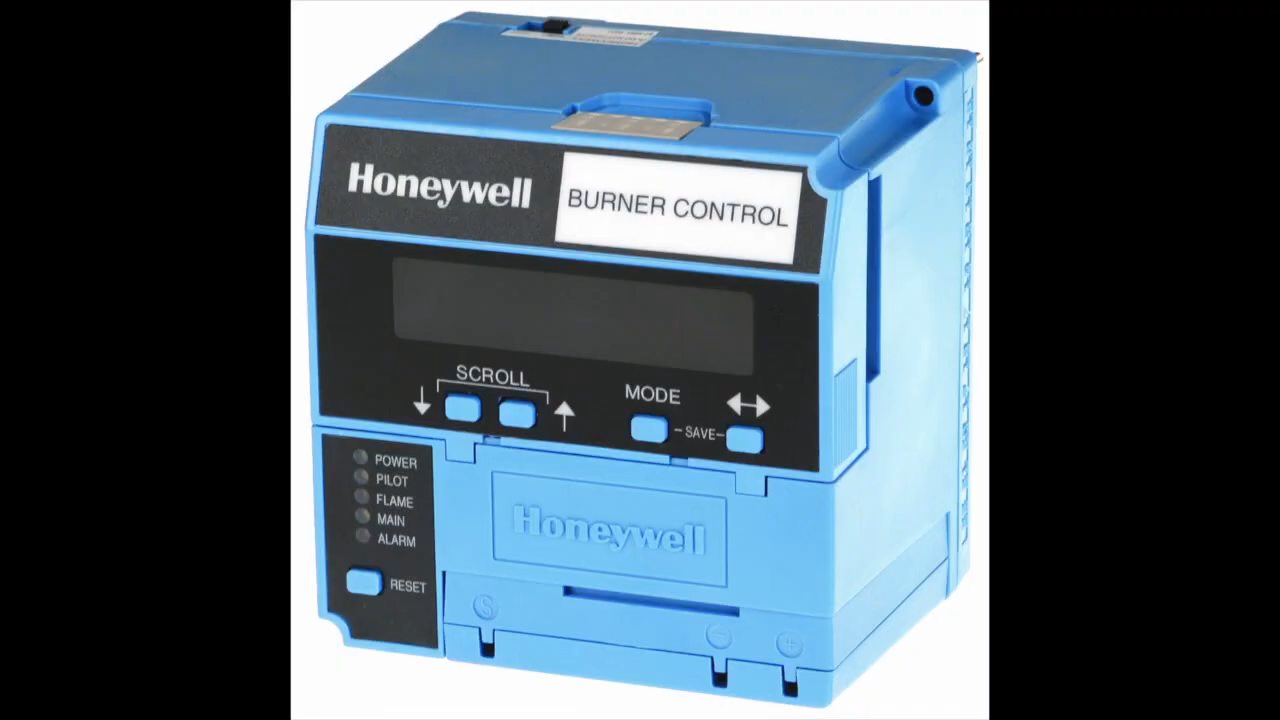 Honeywell
BURNER CONTROL
SCROLL
MODE
-SAVE-
POWER
PILOT
FLAME
MAIN
ALARM
RESET
Honeywell
S
-
+